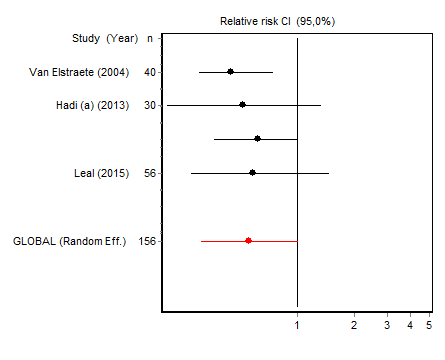 Relative risk CI (95,0%)
Study (Year) n
Van Elstraete (2004) 40
Hadi (a) (2013) 30
Leal (2015) 56
GLOBAL (Random Eff.) 156
1 2 3 4 5